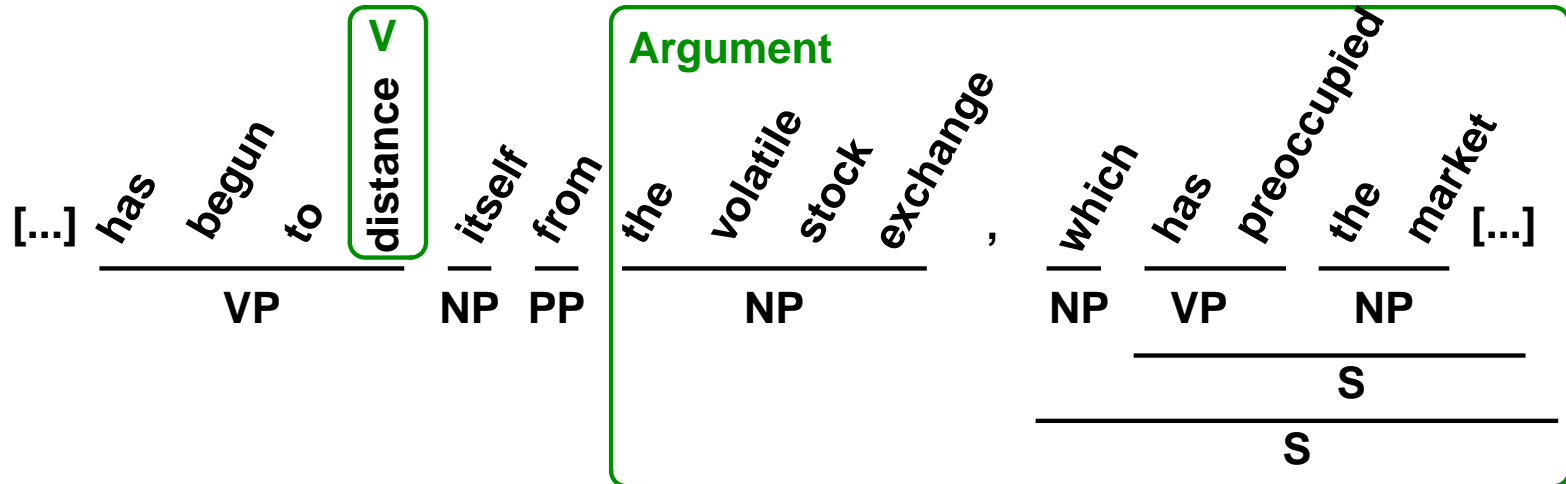 V
Argument
[...] has begun to distance itself from the volatile stock exchange , which has preoccupied the market [...]
VP NP PP NP NP VP NP
S
S